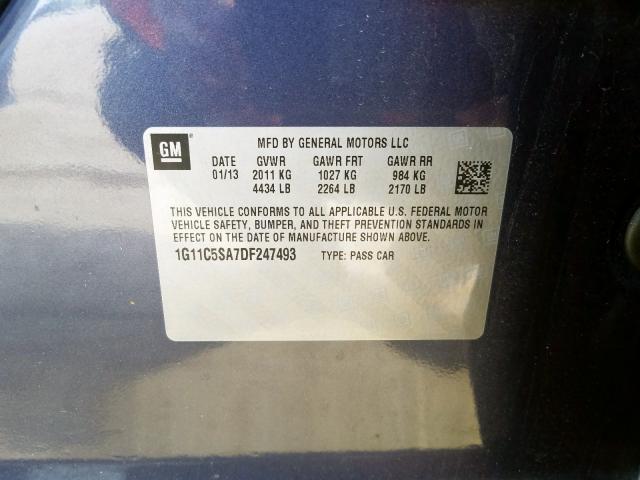 GM ® MFD BY GENERAL MOTORS LLC
DATE GVWR GAWR FRT GAWR RR
01/13 2011 KG 1027 KG 984 KG
4434 LB 2264 LB 2170 LB
THIS VEHICLE CONFORMS TO ALL APPLICABLE U.S. FEDERAL MOTOR
VEHICLE SAFETY, BUMPER, AND THEFT PREVENTION STANDARDS IN
EFFECT ON THE DATE OF MANUFACTURE SHOWN ABOVE.
1G11C5SA7DF247493 TYPE: PASS CAR